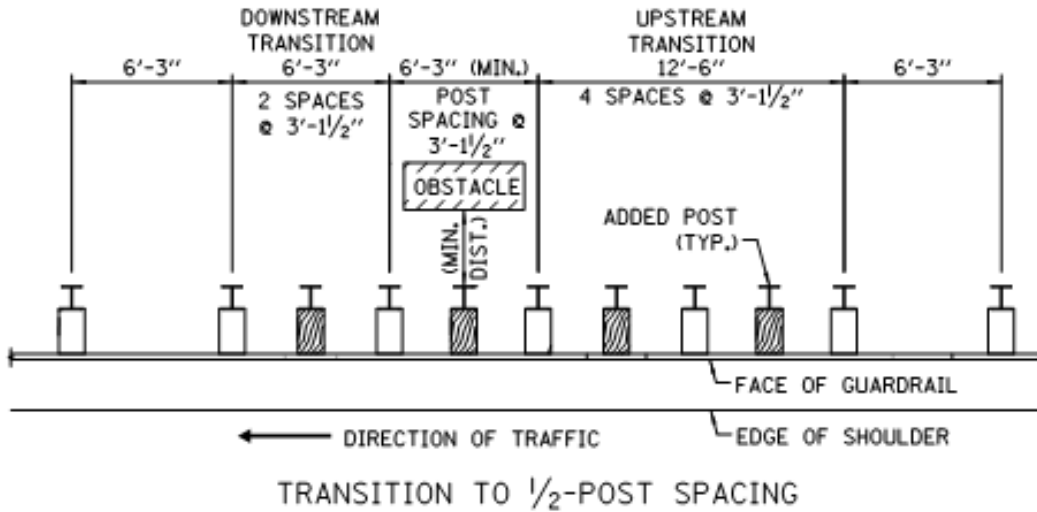 DOWNSTREAM
TRANSITION
UPSTREAM
TRANSITION
6'-3"
6'-3"
6'-3" (MIN.)
12'-6"
6'-3"
2 SPACES
@ 3'-1½"
POST
SPACING @
3'-1½"
4 SPACES @ 3'-1½"
OBSTACLE
(MIN.
DIST.)
ADDED POST
(TYP.)
FACE OF GUARDRAIL
DIRECTION OF TRAFFIC
EDGE OF SHOULDER
TRANSITION TO ½-POST SPACING